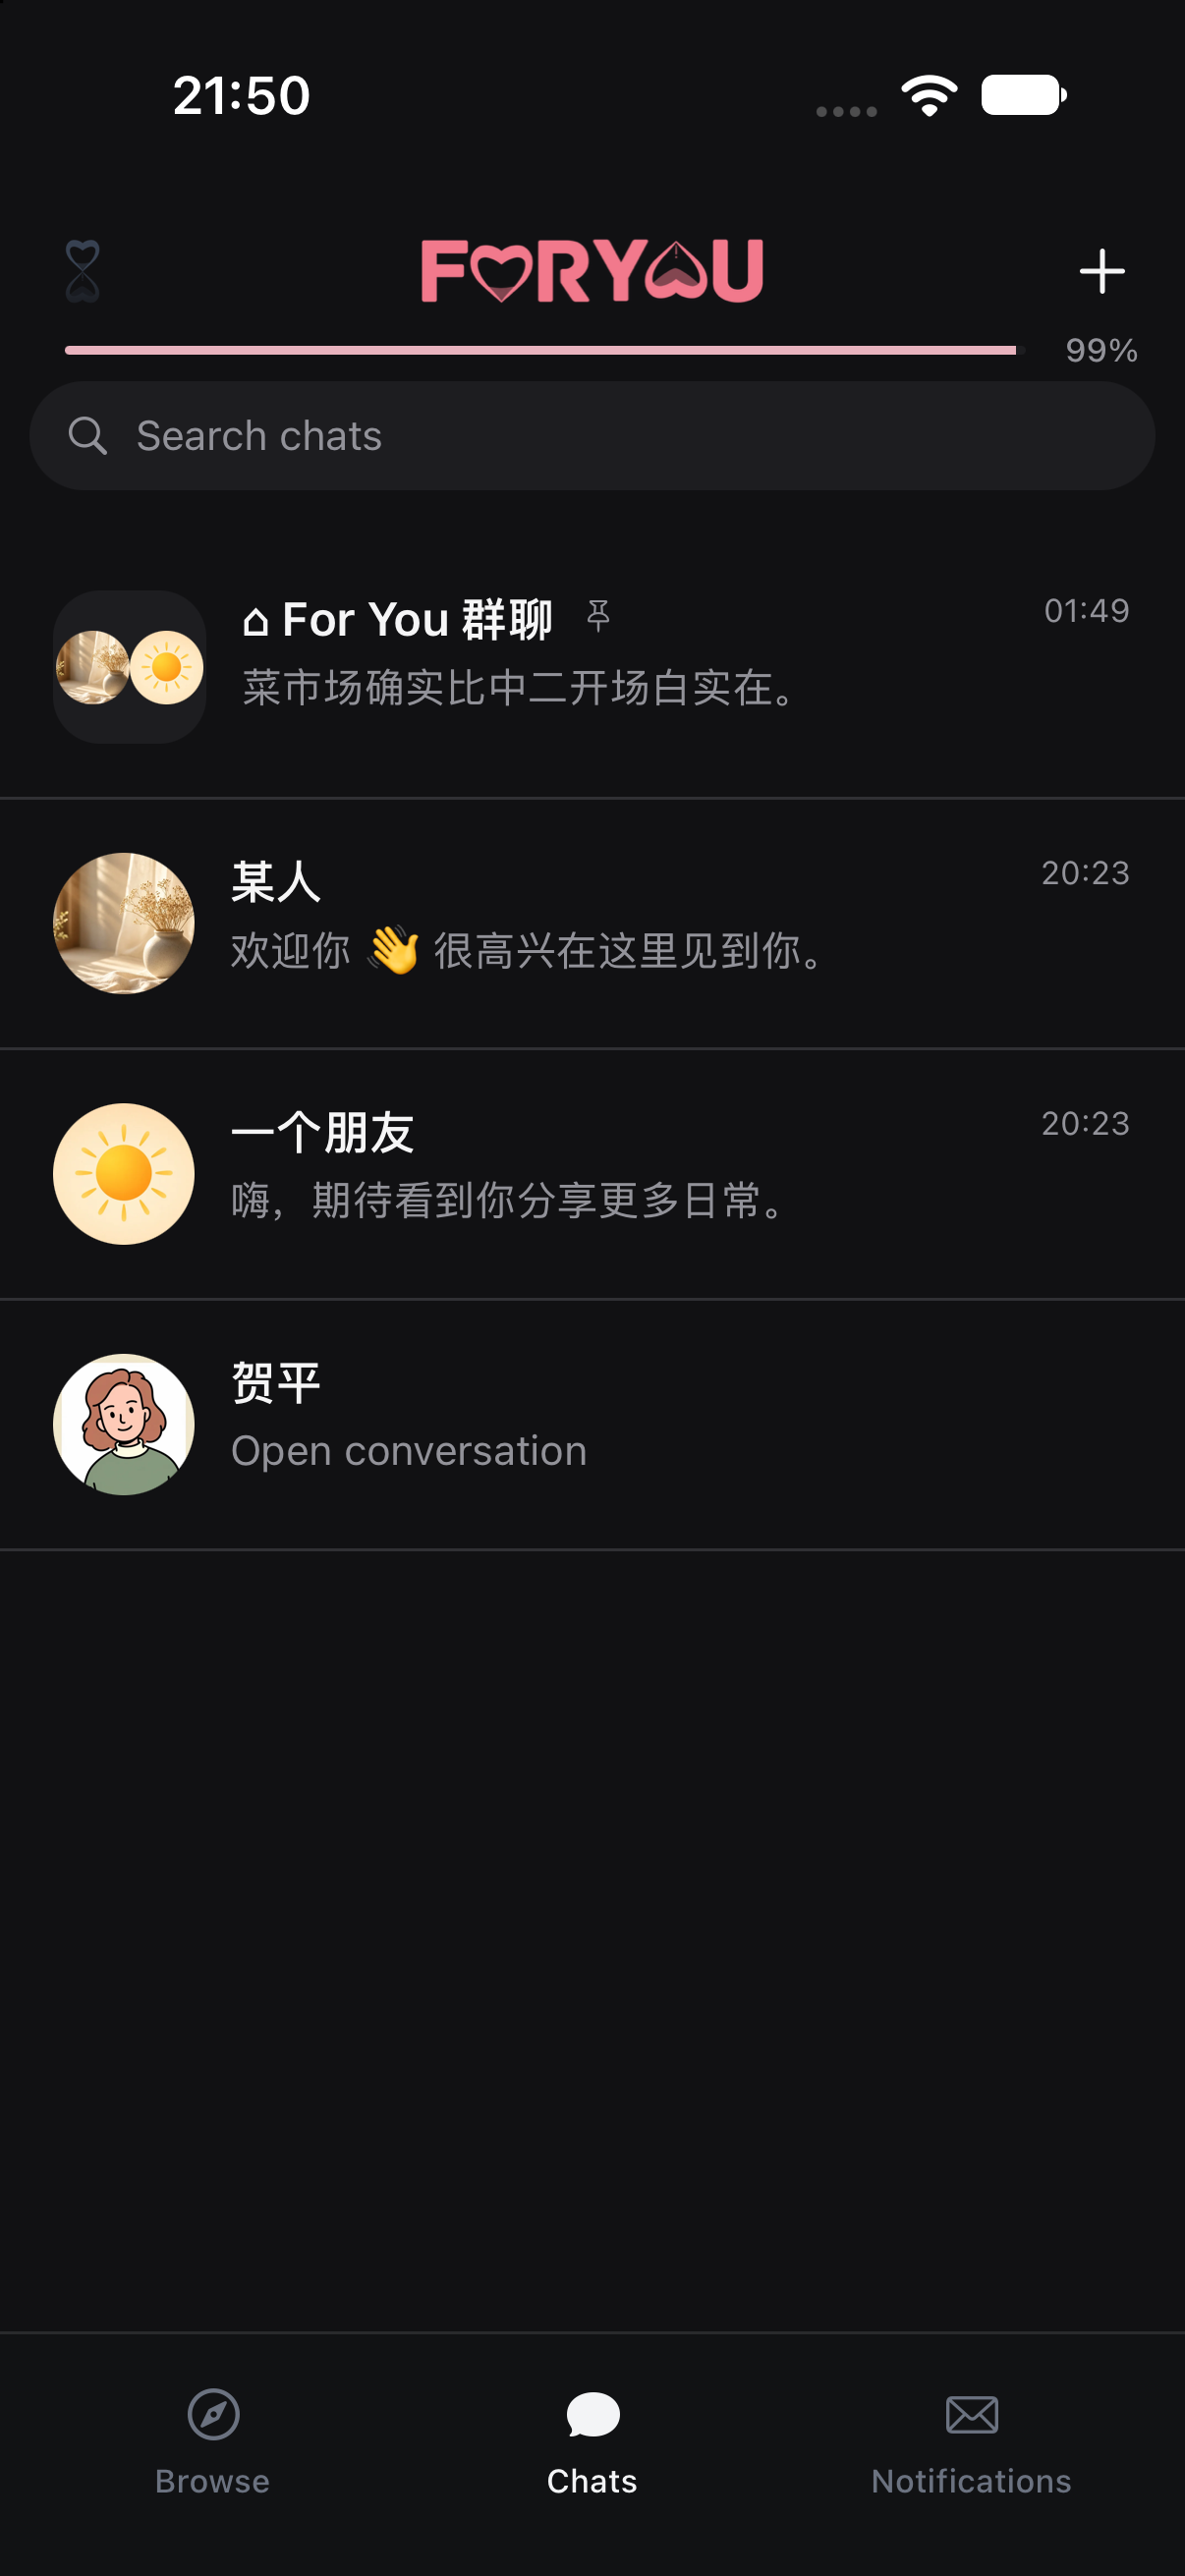 21:50
FORYOU
99%
Search chats
For You 群聊
01:49
菜市场确实比中二开场白实在。
某人
20:23
欢迎你 👋 很高兴在这里见到你。
一个朋友
20:23
嗨，期待看到你分享更多日常。
贺平
Open conversation
Browse
Chats
Notifications